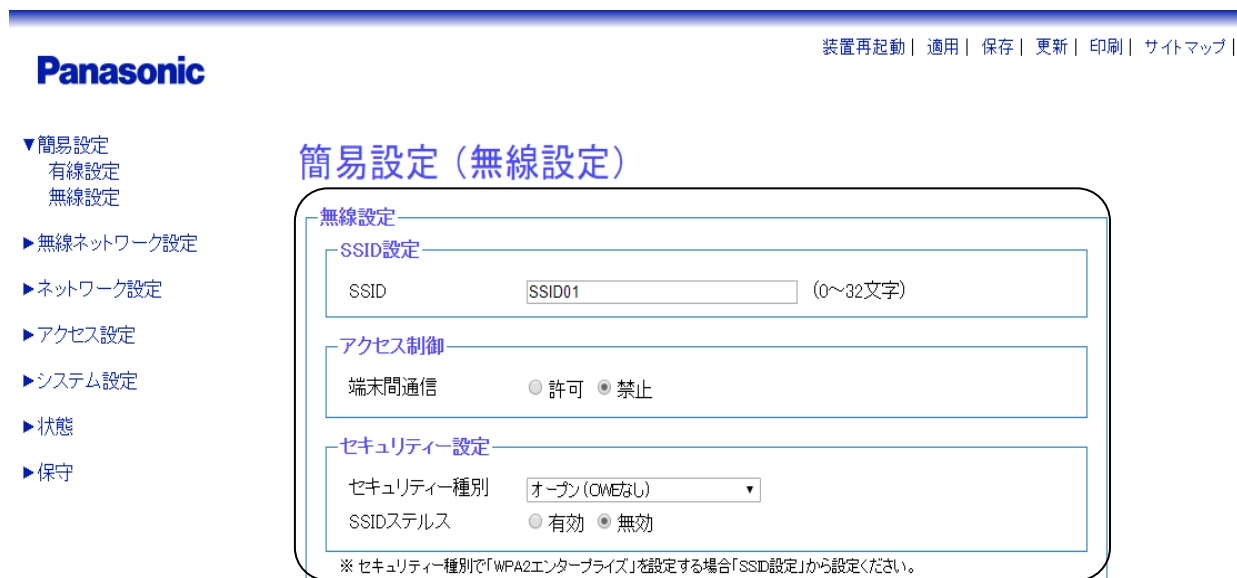 装置再起動| 適用| 保存| 更新| 印刷| サイトマップ|
Panasonic
▼簡易設定
有線設定
無線設定
▶無線ネットワーク設定
▶ネットワーク設定
▶アクセス設定
▶システム設定
▶状態
▶保守
簡易設定（無線設定）
無線設定
SSID設定
SSID SSID01 (0～32文字)
アクセス制御
端末間通信 許可 禁止
セキュリティー設定
セキュリティー種別 オープン(OWEなし)
SSIDステルス 有効 無効
※ セキュリティー種別で「WPA2エンタープライズ」を設定する場合「SSID設定」から設定ください。